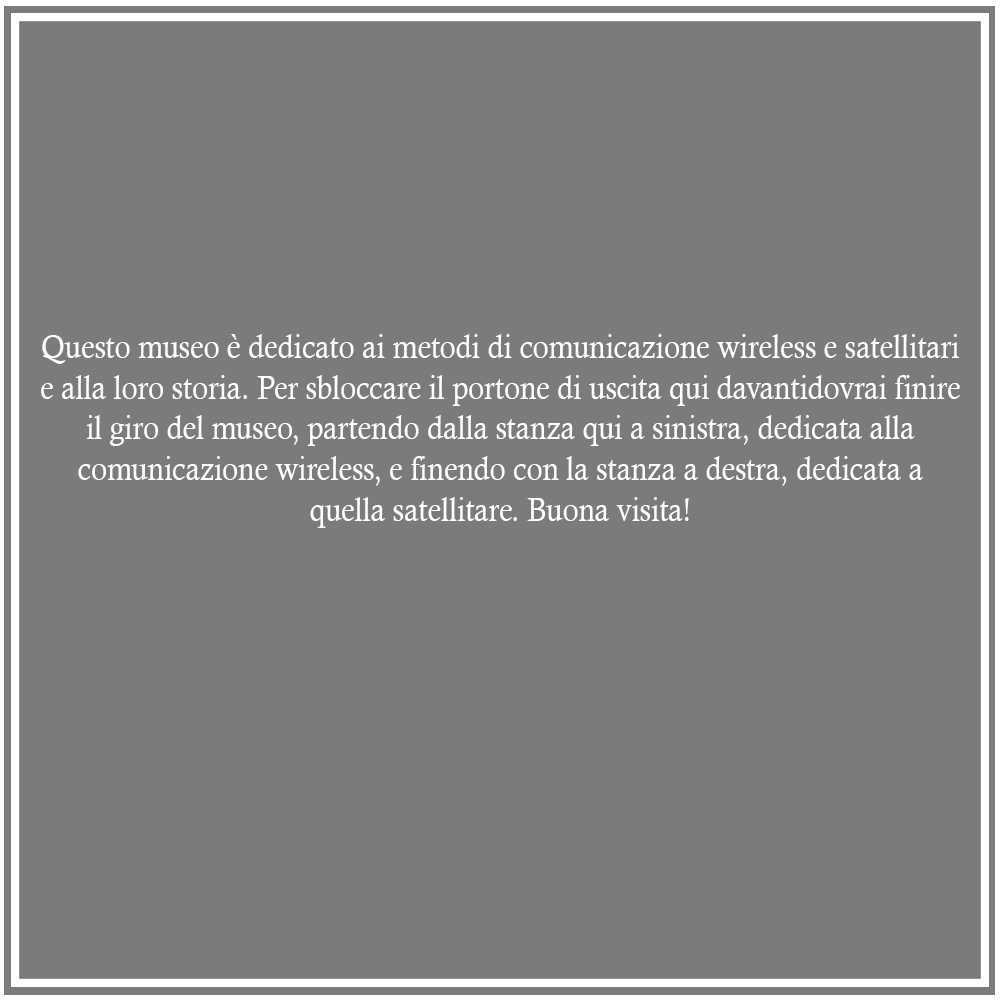 Questo museo è dedicato ai metodi di comunicazione wireless e satellitari
e alla loro storia. Per sbloccare il portone di uscita qui davantidovrai finire
il giro del museo, partendo dalla stanza qui a sinistra, dedicata alla
comunicazione wireless, e finendo con la stanza a destra, dedicata a
quella satellitare. Buona visita!